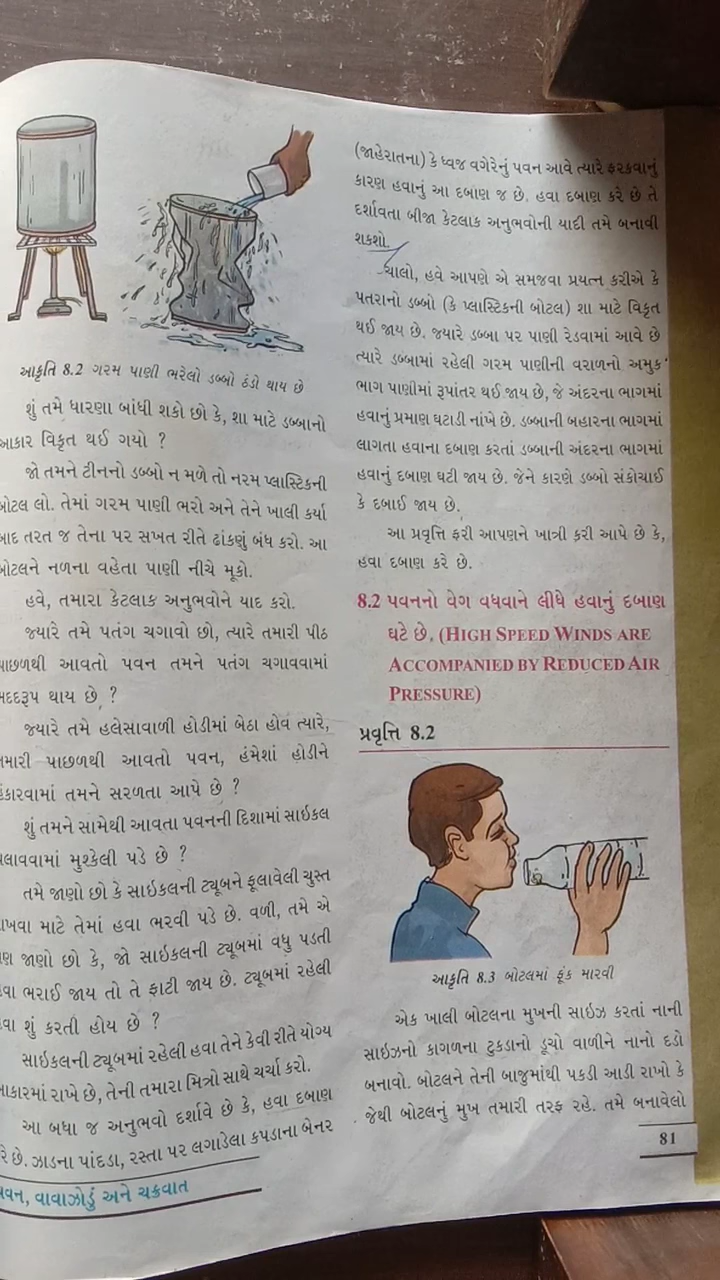 આકૃતિ 8.2 ગરમ પાણી ભરેલો ડબ્બો ઠંડો થાય છે
શું તમે ધારણા બાંધી શકો છો કે, શા માટે ડબ્બાનો
આકાર વિકૃત થઈ ગયો ?
જો તમને ટીનનો ડબ્બો ન મળે તો નરમ પ્લાસ્ટિકની
બોટલ લો. તેમાં ગરમ પાણી ભરો અને તેને ખાલી કર્યા
બાદ તરત જ તેના પર સખત રીતે ઢાંકણું બંધ કરો. આ
બોટલને નળના વહેતા પાણી નીચે મૂકો.
હવે, તમારા કેટલાક અનુભવોને યાદ કરો.
જ્યારે તમે પતંગ ચગાવો છો, ત્યારે તમારી પીઠ
પાછળથી આવતો પવન તમને પતંગ ચગાવવામાં
મદદરૂપ થાય છે ?
જ્યારે તમે હલેસાવાળી હોડીમાં બેઠા હોવ ત્યારે,
તમારી પાછળથી આવતો પવન, હંમેશાં હોડીને
હંકારવામાં તમને સરળતા આપે છે ?
શું તમને સામેથી આવતા પવનની દિશામાં સાઇકલ
ચલાવવામાં મુશ્કેલી પડે છે ?
તમે જાણો છો કે સાઇકલની ટ્યૂબને ફૂલાવેલી ચુસ્ત
રાખવા માટે તેમાં હવા ભરવી પડે છે. વળી, તમે એ
પણ જાણો છો કે, જો સાઇકલની ટ્યૂબમાં વધુ પડતી
હવા ભરાઈ જાય તો તે ફાટી જાય છે. ટ્યૂબમાં રહેલી
હવા શું કરતી હોય છે ?
સાઇકલની ટ્યૂબમાં રહેલી હવા તેને કેવી રીતે યોગ્ય
આકારમાં રાખે છે, તેની તમારા મિત્રો સાથે ચર્ચા કરો.
આ બધા જ અનુભવો દર્શાવે છે કે, હવા દબાણ
કરે છે. ઝાડના પાંદડા, રસ્તા પર લગાડેલા કપડાના બેનર
પવન, વાવાઝોડું અને ચક્રવાત
(જાહેરાતના) કે ધ્વજ વગેરેનું પવન આવે ત્યારે ફરકવાનું
કારણ હવાનું આ દબાણ જ છે. હવા દબાણ કરે છે તે
દર્શાવતા બીજા કેટલાક અનુભવોની યાદી તમે બનાવી
શકશો.
ચાલો, હવે આપણે એ સમજવા પ્રયત્ન કરીએ કે
પતરાનો ડબ્બો (કે પ્લાસ્ટિકની બોટલ) શા માટે વિકૃત
થઈ જાય છે. જ્યારે ડબ્બા પર પાણી રેડવામાં આવે છે
ત્યારે ડબ્બામાં રહેલી ગરમ પાણીની વરાળનો અમુક
ભાગ પાણીમાં રૂપાંતર થઈ જાય છે, જે અંદરના ભાગમાં
હવાનું પ્રમાણ ઘટાડી નાંખે છે. ડબ્બાની બહારના ભાગમાં
લાગતા હવાના દબાણ કરતાં ડબ્બાની અંદરના ભાગમાં
હવાનું દબાણ ઘટી જાય છે. જેને કારણે ડબ્બો સંકોચાઈ
કે દબાઈ જાય છે.
આ પ્રવૃત્તિ ફરી આપણને ખાત્રી કરી આપે છે કે,
હવા દબાણ કરે છે.
8.2 પવનનો વેગ વધવાને લીધે હવાનું દબાણ
ઘટે છે. (HIGH SPEED WINDS ARE
ACCOMPANIED BY REDUCED AIR
PRESSURE)
પ્રવૃત્તિ 8.2
આકૃતિ 8.3 બોટલમાં ફૂંક મારવી
એક ખાલી બોટલના મુખની સાઇઝ કરતાં નાની
સાઇઝનો કાગળના ટુકડાનો ડૂચો વાળીને નાનો દડો
બનાવો. બોટલને તેની બાજુમાંથી પકડી આડી રાખો કે
જેથી બોટલનું મુખ તમારી તરફ રહે. તમે બનાવેલો
81